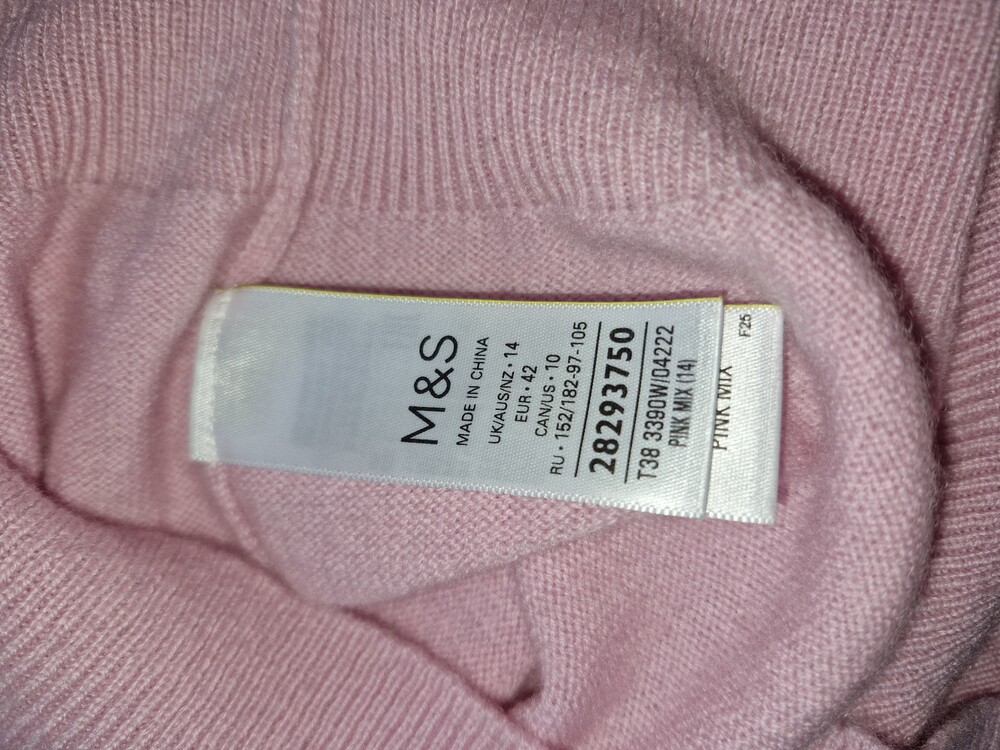 M&S
MADE IN CHINA
UK/AUS/NZ • 14
EUR • 42
CAN/US • 10
RU • 152/182-97-105
28293750
T38 3390W/04222
PINK MIX (14)
PINK MIX
F25